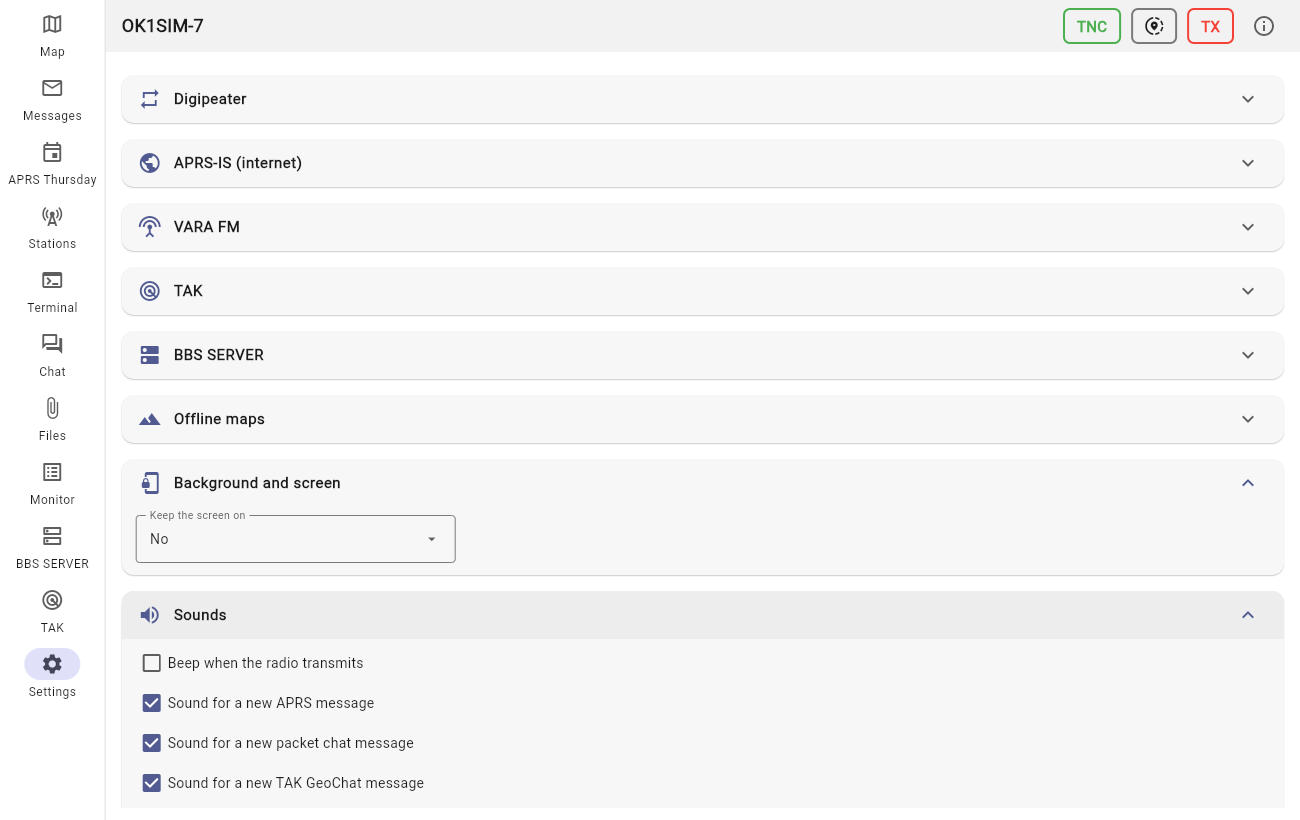 OK1SIM-7
TNC
TX
Map
Messages
APRS Thursday
Stations
Terminal
Chat
Files
Monitor
BBS SERVER
TAK
Settings
Digipeater
APRS-IS (internet)
VARA FM
TAK
BBS SERVER
Offline maps
Background and screen
Keep the screen on
No
Sounds
Beep when the radio transmits
Sound for a new APRS message
Sound for a new packet chat message
Sound for a new TAK GeoChat message